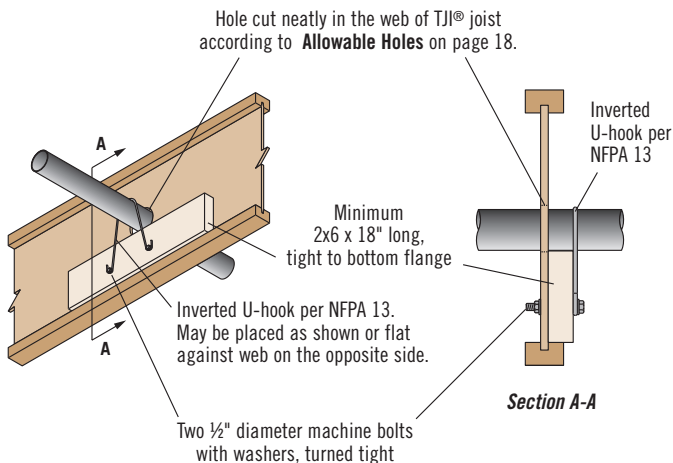 Hole cut neatly in the web of TJI® joist
according to Allowable Holes on page 18.
A
Inverted
U-hook per
NFPA 13
Minimum
2x6 x 18" long,
tight to bottom flange
Inverted U-hook per NFPA 13.
May be placed as shown or flat
against web on the opposite side.
A
Section A-A
Two ½" diameter machine bolts
with washers, turned tight